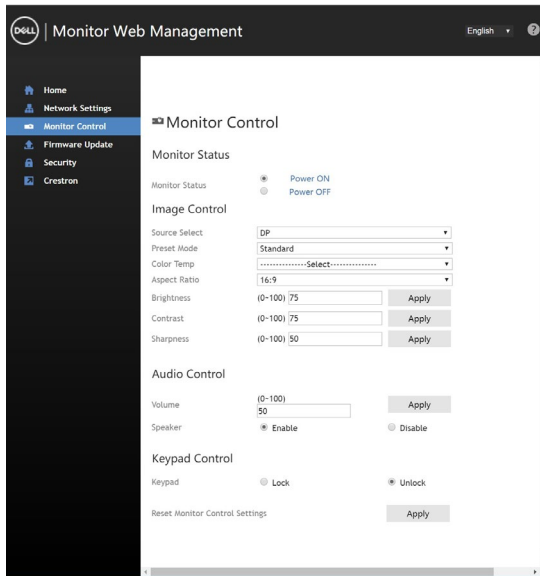 DELL | Monitor Web Management
English
?
Home
Network Settings
Monitor Control
Firmware Update
Security
Crestron
Monitor Control
Monitor Status
Monitor Status Power ON
Power OFF
Image Control
Source Select DP
Preset Mode Standard
Color Temp ---------------Select---------------
Aspect Ratio 16:9
Brightness (0~100) 75 Apply
Contrast (0~100) 75 Apply
Sharpness (0~100) 50 Apply
Audio Control
(0~100)
Volume 50 Apply
Speaker Enable Disable
Keypad Control
Keypad Lock Unlock
Reset Monitor Control Settings Apply